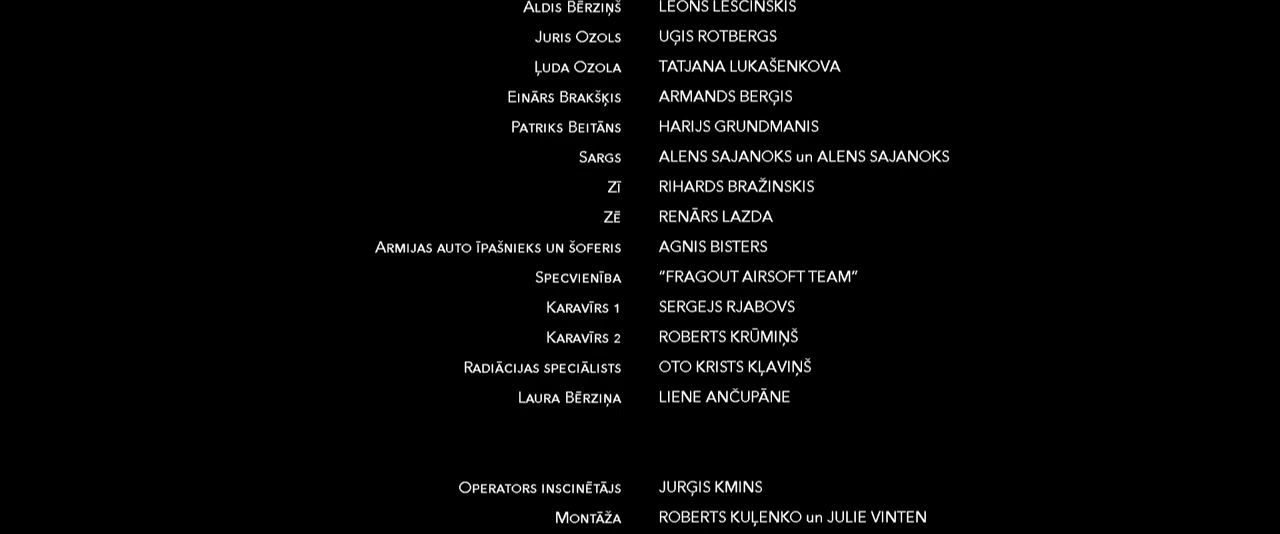 Aldis Bērziņš LEONS LEŠČINSKIS
Juris Ozols UĢIS ROTBERGS
Ļuda Ozola TATJANA LUKAŠENKOVA
Einārs Brakšķis ARMANDS BERĢIS
Patriks Beitāns HARIJS GRUNDMANIS
Sargs ALENS SAJANOKS un ALENS SAJANOKS
Zī RIHARDS BRAŽINSKIS
Zē RENĀRS LAZDA
Armijas auto īpašnieks un šoferis AGNIS BISTERS
Specvienība “FRAGOUT AIRSOFT TEAM”
Karavīrs 1 SERGEJS RJABOVS
Karavīrs 2 ROBERTS KRŪMIŅŠ
Radiācijas speciālists OTO KRISTS KĻAVIŅŠ
Laura Bērziņa LIENE ANČUPĀNE
Operators inscinētājs JURĢIS KMINS
Montāža ROBERTS KUĻENKO un JULIE VINTEN